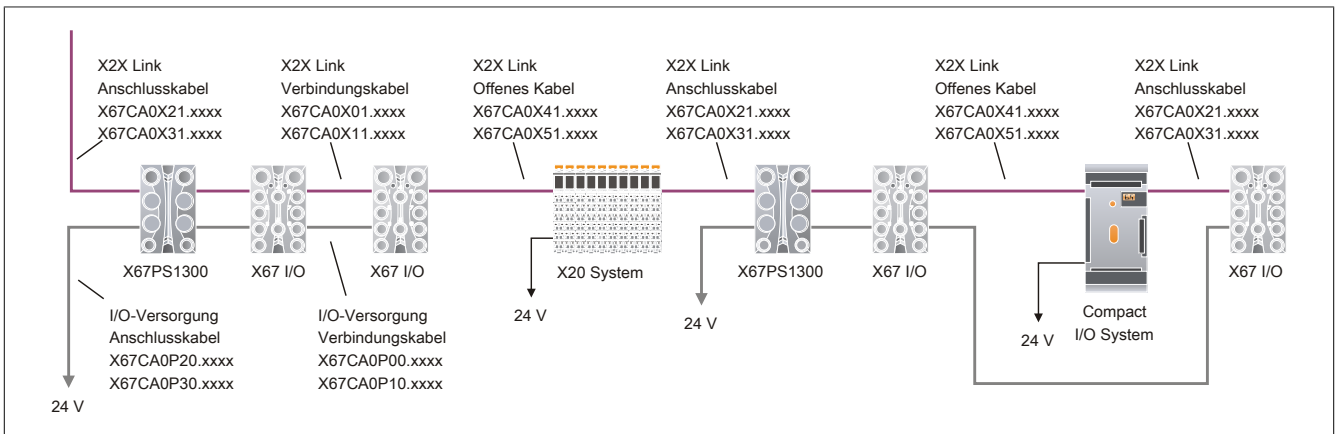 X2X Link
Anschlusskabel
X67CA0X21.xxxx
X67CA0X31.xxxx
X2X Link
Verbindungskabel
X67CA0X01.xxxx
X67CA0X11.xxxx
X2X Link
Offenes Kabel
X67CA0X41.xxxx
X67CA0X51.xxxx
X2X Link
Anschlusskabel
X67CA0X21.xxxx
X67CA0X31.xxxx
X2X Link
Offenes Kabel
X67CA0X41.xxxx
X67CA0X51.xxxx
X2X Link
Anschlusskabel
X67CA0X21.xxxx
X67CA0X31.xxxx
X67PS1300
X67 I/O
X67 I/O
X20 System
X67PS1300
X67 I/O
Compact
I/O System
X67 I/O
I/O-Versorgung
Anschlusskabel
X67CA0P20.xxxx
X67CA0P30.xxxx
I/O-Versorgung
Verbindungskabel
X67CA0P00.xxxx
X67CA0P10.xxxx
24 V
24 V
24 V
24 V